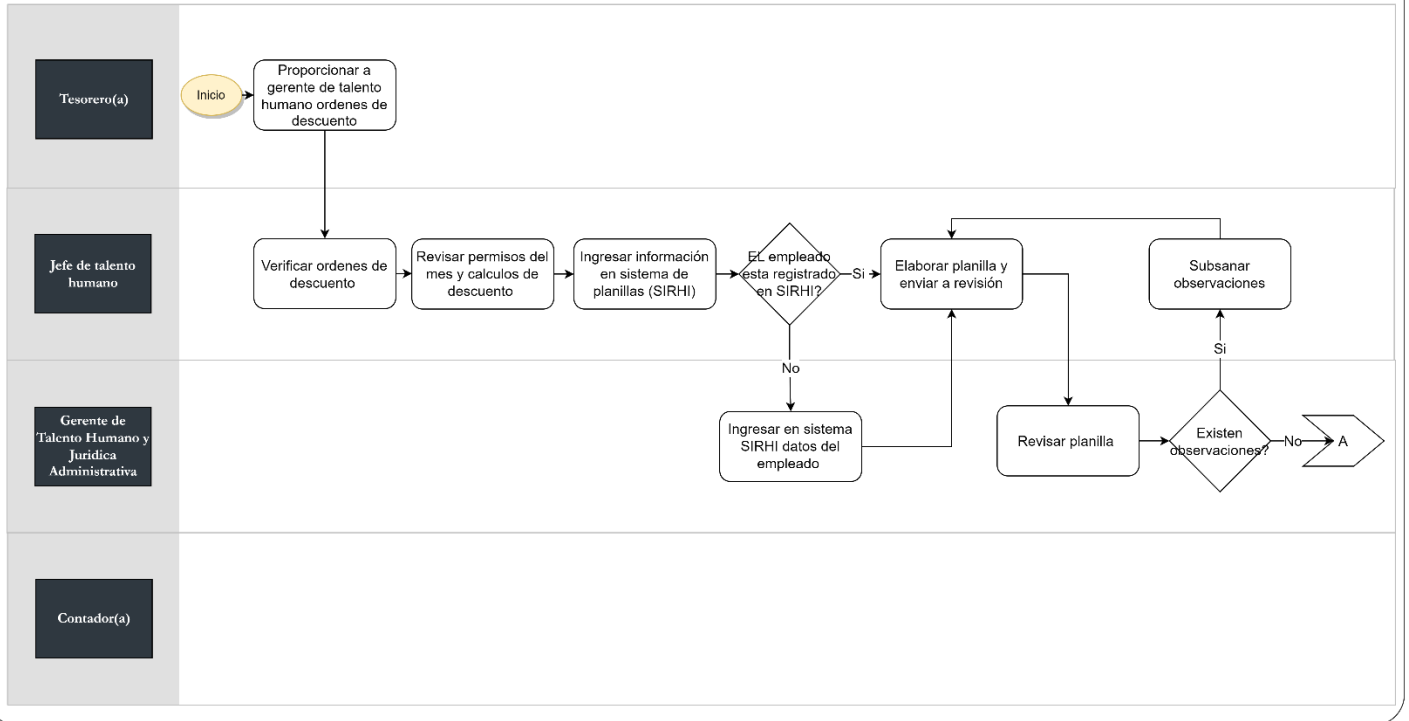 Tesorero(a)
Inicio
Proporcionar a
gerente de talento
humano ordenes de
descuento
Jefe de talento
humano
Verificar ordenes de
descuento
Revisar permisos del
mes y calculos de
descuento
Ingresar información
en sistema de
planillas (SIRHI)
EL empleado
esta registrado
en SIRHI?
Si
Elaborar planilla y
enviar a revisión
Subsanar
observaciones
Si
No
Gerente de
Talento Humano y
Juridica
Administrativa
Ingresar en sistema
SIRHI datos del
empleado
Revisar planilla
Existen
observaciones?
No
A
Contador(a)